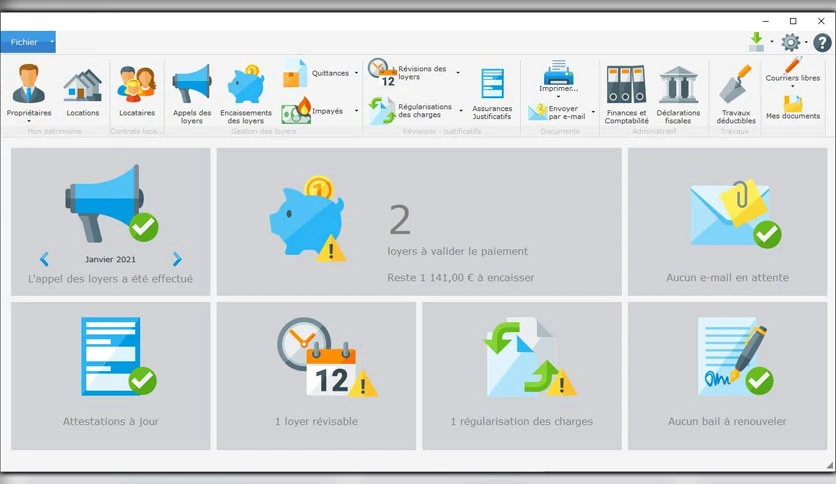 Fichier
?
Propriétaires
Locations
Mon patrimoine
Locataires
Contrats loca...
Appels des
loyers
Encaissements
des loyers
Quittances
Impayés
Gestion des loyers
12
Révisions des
loyers
Régularisations
des charges
Assurances
Justificatifs
Révisions - justificatifs
Imprimer...
Envoyer
par e-mail
Documents
Finances et
Comptabilité
Déclarations
fiscales
Administratif
Travaux
déductibles
Travaux
Courriers libres
Mes documents
Janvier 2021
L'appel des loyers a été effectué
1
2
loyers à valider le paiement
Reste 1 141,00 € à encaisser
Aucun e-mail en attente
Attestations à jour
12
1 loyer révisable
1 régularisation des charges
Aucun bail à renouveler